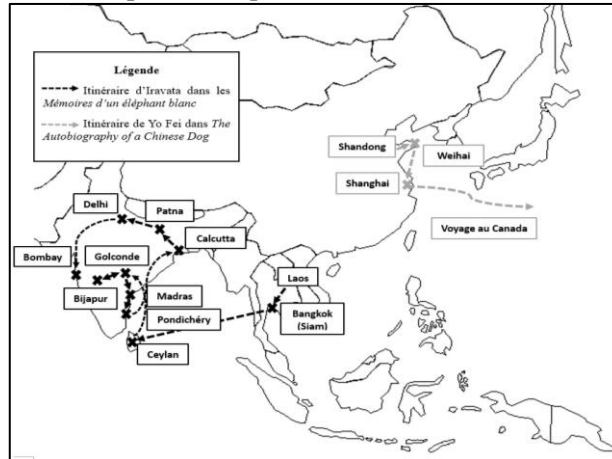 Légende
Itinéraire d'Iravata dans les
Mémoires d'un éléphant blanc
Itinéraire de Yo Fei dans The
Autobiography of a Chinese Dog
Shandong
Weihai
Shanghai
Voyage au Canada
Delhi
Patna
Calcutta
Bombay
Golconde
Bijapur
Madras
Pondichéry
Laos
Bangkok
(Siam)
Ceylan